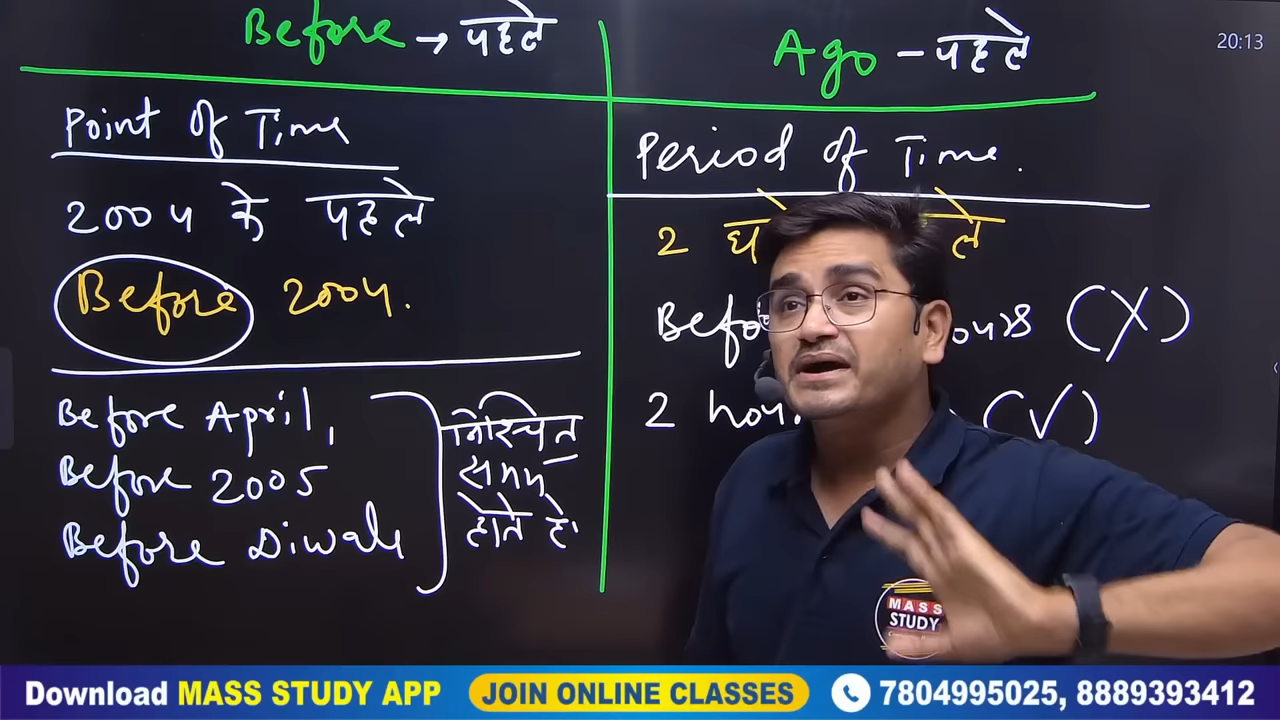 Before → पहले
Ago – पहले
20:13
Point of Time
2004 के पहले
Before 2004.
Before April,
Before 2005
Before Diwali
निश्चित
समय
होते है।
Period of Time.
2
(X)
2
(√)
MASS
STUDY
Download MASS STUDY APP
JOIN ONLINE CLASSES
7804995025, 8889393412